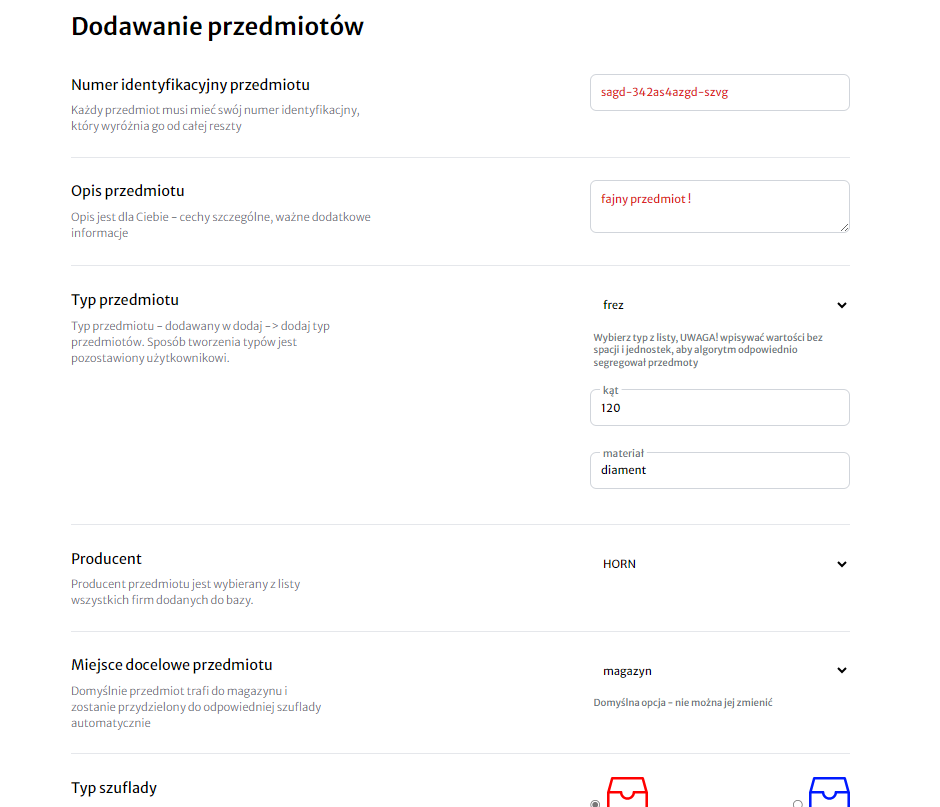 Dodawanie przedmiotów
Numer identyfikacyjny przedmiotu
Każdy przedmiot musi mieć swój numer identyfikacjny,
który wyróżnia go od całej reszty
sagd-342as4azgd-szvg
Opis przedmiotu
Opis jest dla Ciebie - cechy szczególne, ważne dodatkowe
informacje
fajny przedmiot!
Typ przedmiotu
Typ przedmiotu - dodawany w dodaj -> dodaj typ
przedmiotów. Sposób tworzenia typów jest
pozostawiony użytkownikowi.
frez
Wybierz typ z listy, UWAGA! wpisywać wartości bez
spacji i jednostek, aby algorytm odpowiednio
segregował przedmoty
kąt
120
materiał
diament
Producent
Producent przedmiotu jest wybierany z listy
wszystkich firm dodanych do bazy.
HORN
Miejsce docelowe przedmiotu
Domyślnie przedmiot trafi do magazynu i
zostanie przydzielony do odpowiedniej szuflady
automatycznie
magazyn
Domyślna opcja - nie można jej zmienić
Typ szuflady